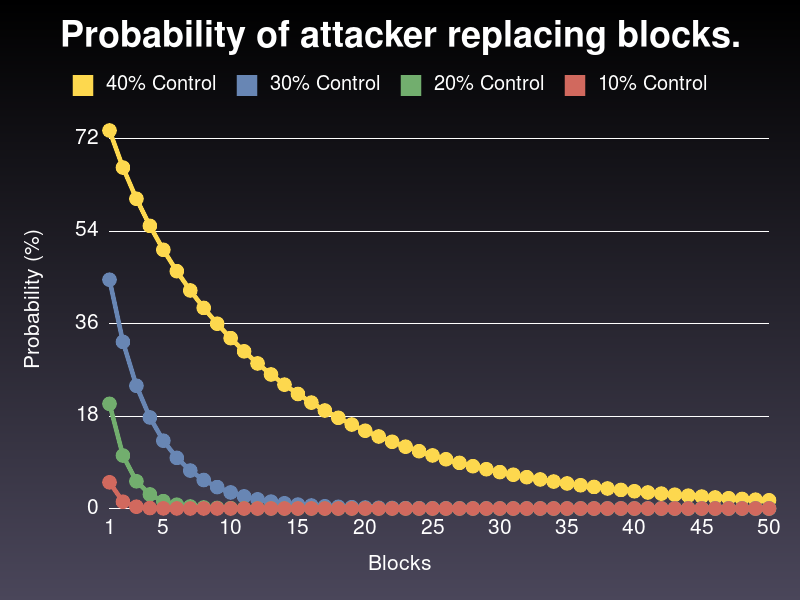 Probability of attacker replacing blocks.
40% Control 30% Control 20% Control 10% Control
72
54
36
18
0
Probability (%)
1 5 10 15 20 25 30 35 40 45 50
Blocks